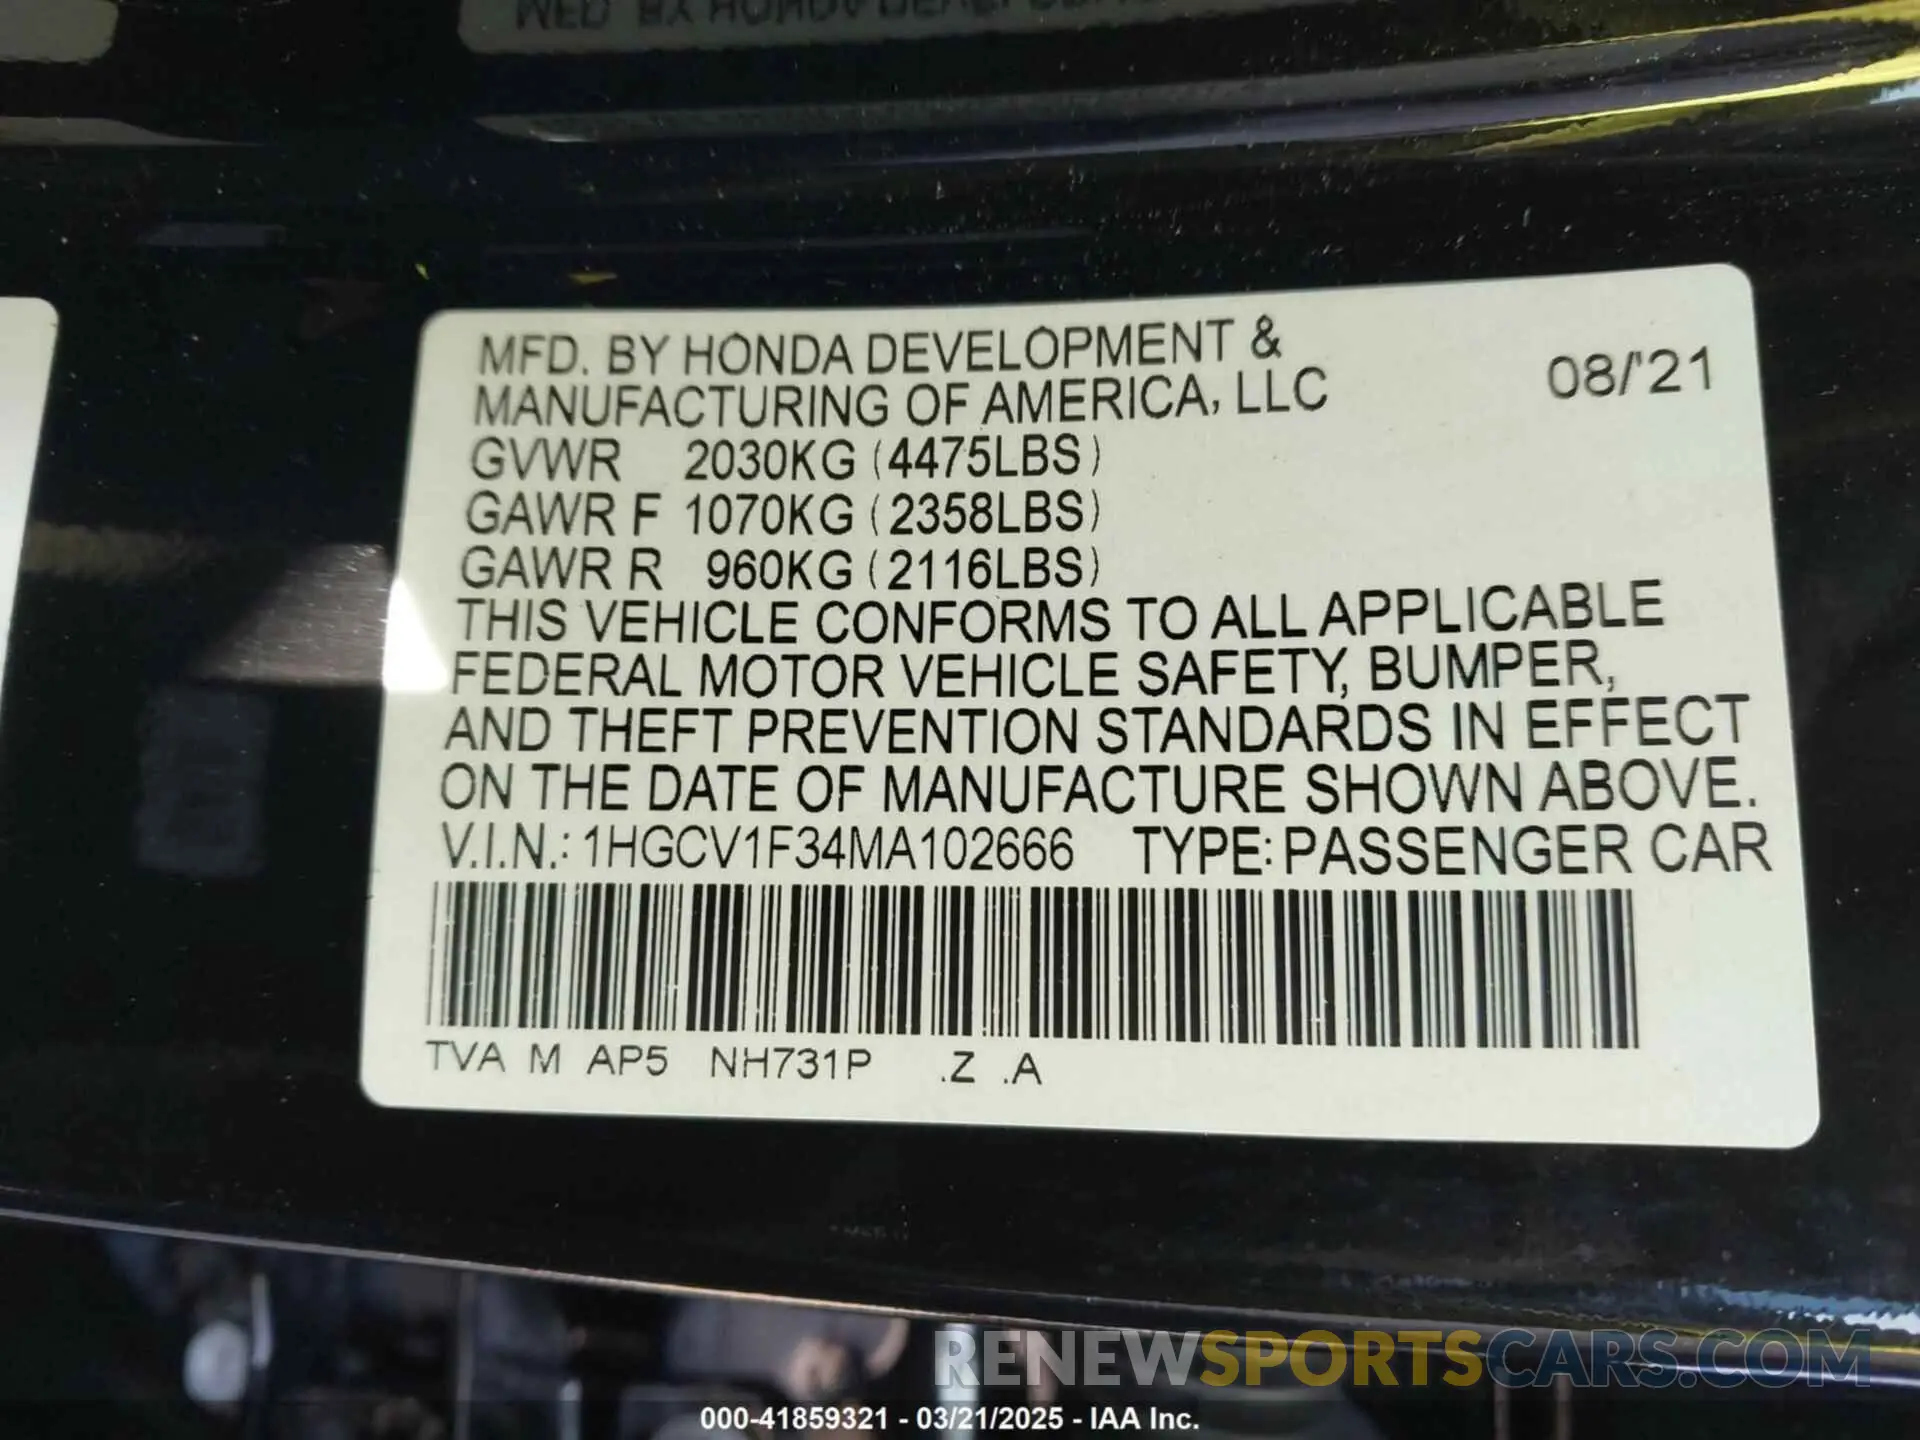 MFD. BY HONDA DEVELOPMENT &
MANUFACTURING OF AMERICA, LLC 08/'21
GVWR 2030KG (4475LBS)
GAWR F 1070KG (2358LBS)
GAWR R 960KG (2116LBS)
THIS VEHICLE CONFORMS TO ALL APPLICABLE
FEDERAL MOTOR VEHICLE SAFETY, BUMPER,
AND THEFT PREVENTION STANDARDS IN EFFECT
ON THE DATE OF MANUFACTURE SHOWN ABOVE.
V.I.N.: 1HGCV1F34MA102666 TYPE: PASSENGER CAR
TVA M AP5 NH731P .Z .A
RENEWSPORTSCARS.COM
000-41859321 - 03/21/2025 - IAA Inc.